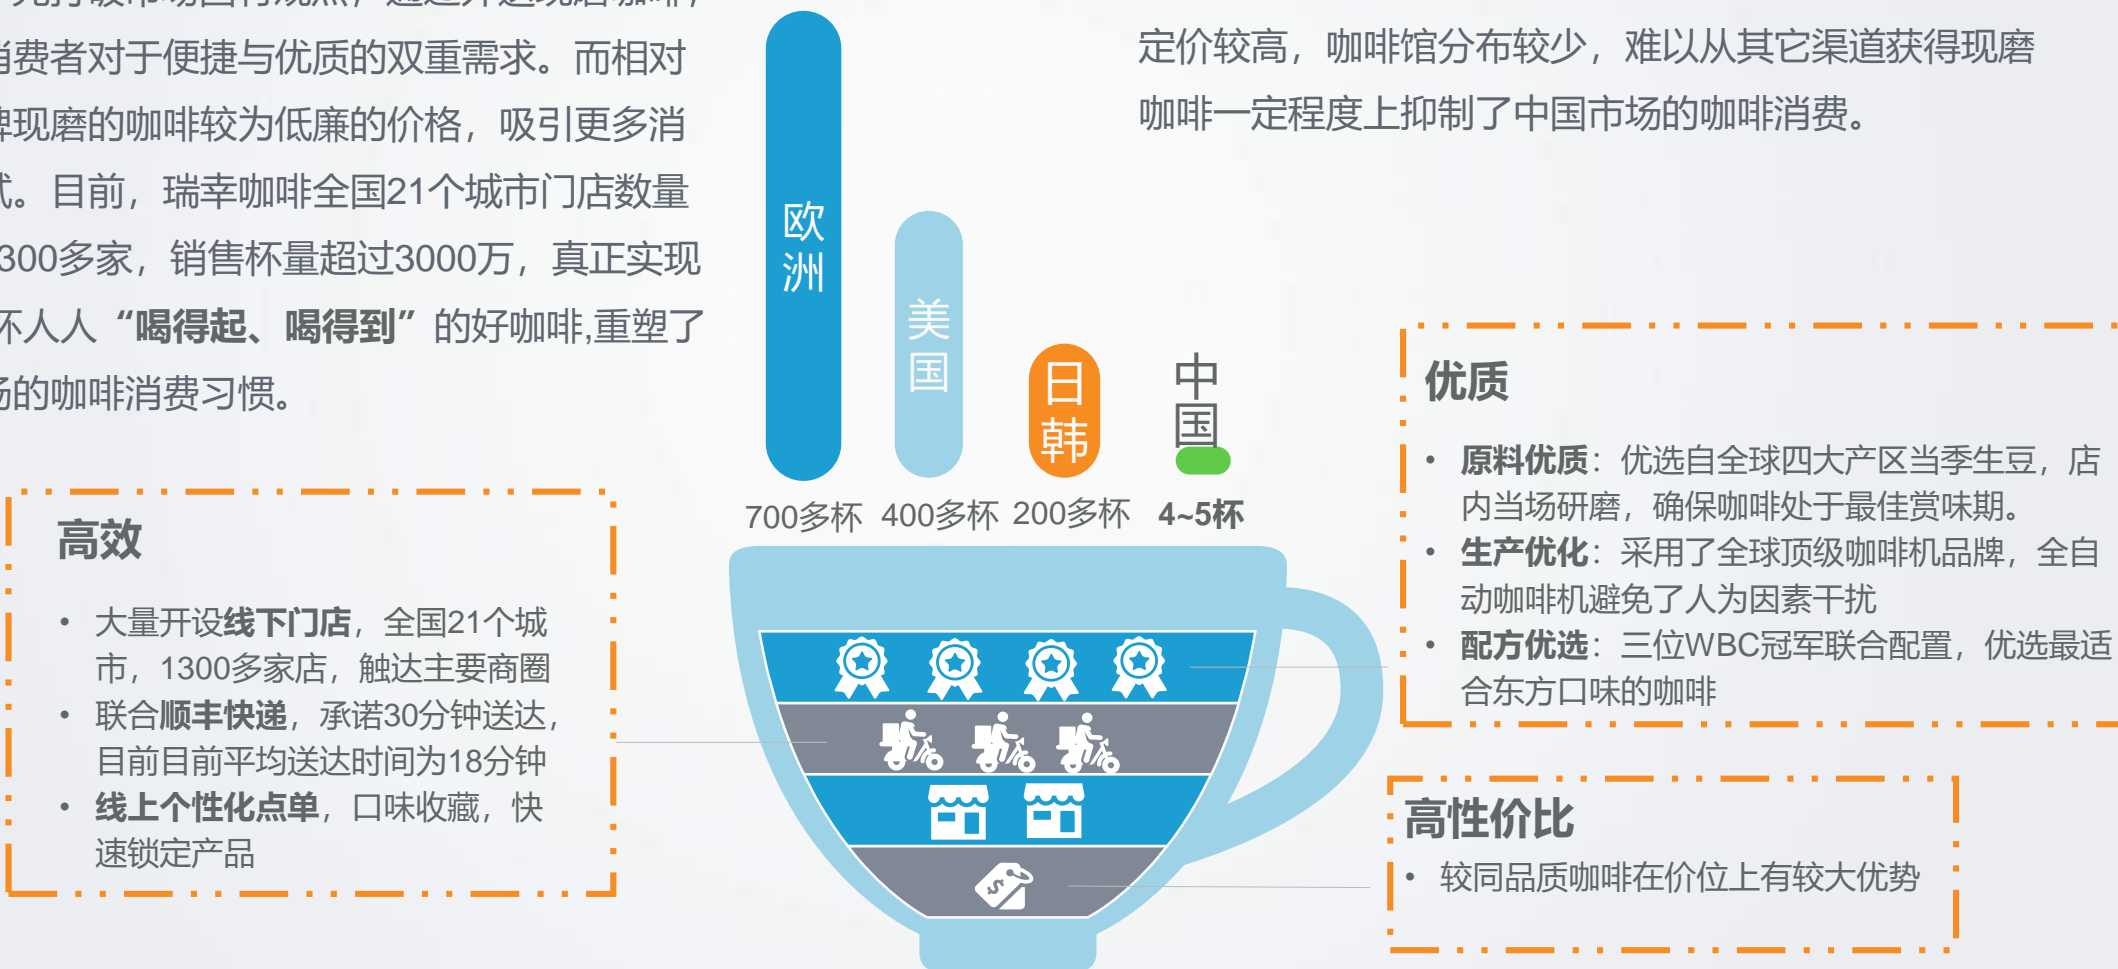 消费者对于便捷与优质的双重需求。而相对
牌现磨的咖啡较为低廉的价格，吸引更多消
试。目前，瑞幸咖啡全国21个城市门店数量
300多家，销售杯量超过3000万，真正实现
杯人人“喝得起、喝得到”的好咖啡,重塑了
场的咖啡消费习惯。
定价较高，咖啡馆分布较少，难以从其它渠道获得现磨
咖啡一定程度上抑制了中国市场的咖啡消费。
欧洲
美国
日韩
中国
700多杯
400多杯
200多杯
4~5杯
高效
• 大量开设线下门店，全国21个城
市，1300多家店，触达主要商圈
• 联合顺丰快递，承诺30分钟送达，
目前目前平均送达时间为18分钟
• 线上个性化点单，口味收藏，快
速锁定产品
优质
• 原料优质：优选自全球四大产区当季生豆，店
内当场研磨，确保咖啡处于最佳赏味期。
• 生产优化：采用了全球顶级咖啡机品牌，全自
动咖啡机避免了人为因素干扰
• 配方优选：三位WBC冠军联合配置，优选最适
合东方口味的咖啡
高性价比
• 较同品质咖啡在价位上有较大优势